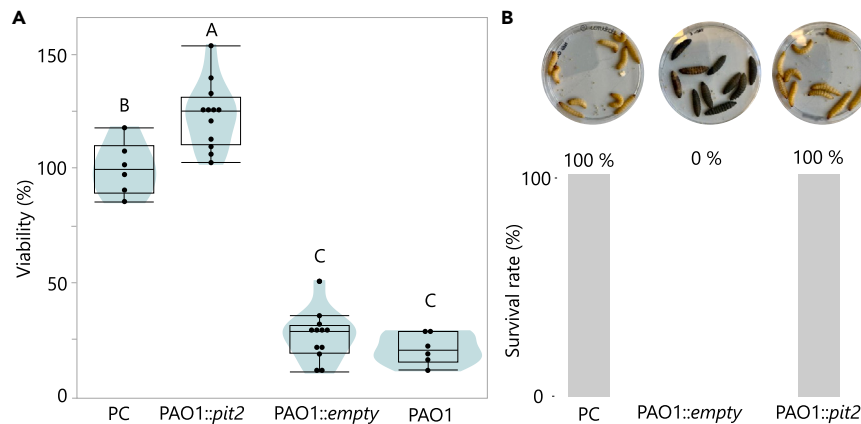 A
B
Viability (%)
150
100
50
0
B
A
C
C
PC
PAO1::pit2
PAO1::empty
PAO1
Survival rate (%)
100
0
100 %
0 %
100 %
PC
PAO1::empty
PAO1::pit2